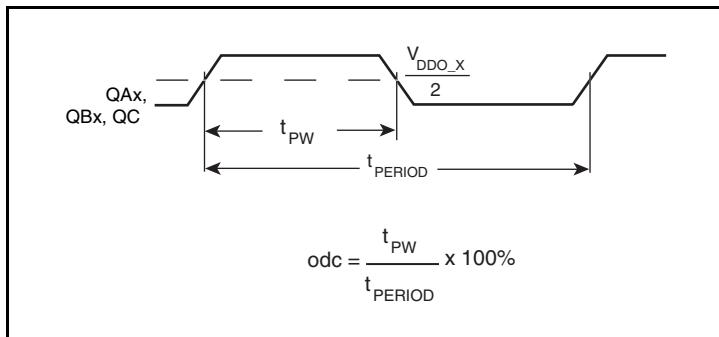 V_DDO_X
2
QAx,
QBx, QC
t_PW
t_PERIOD
odc = t_PW / t_PERIOD x 100%